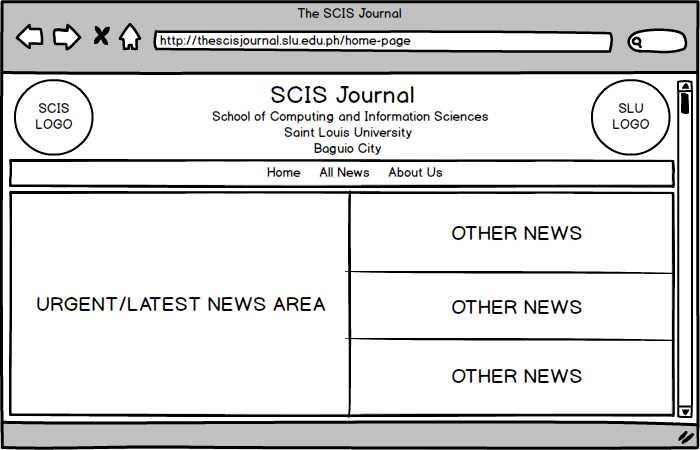 The SCIS Journal
http://thescisjournal.slu.edu.ph/home-page
SCIS
LOGO
SCIS Journal
School of Computing and Information Sciences
Saint Louis University
Baguio City
SLU
LOGO
Home All News About Us
URGENT/LATEST NEWS AREA
OTHER NEWS
OTHER NEWS
OTHER NEWS